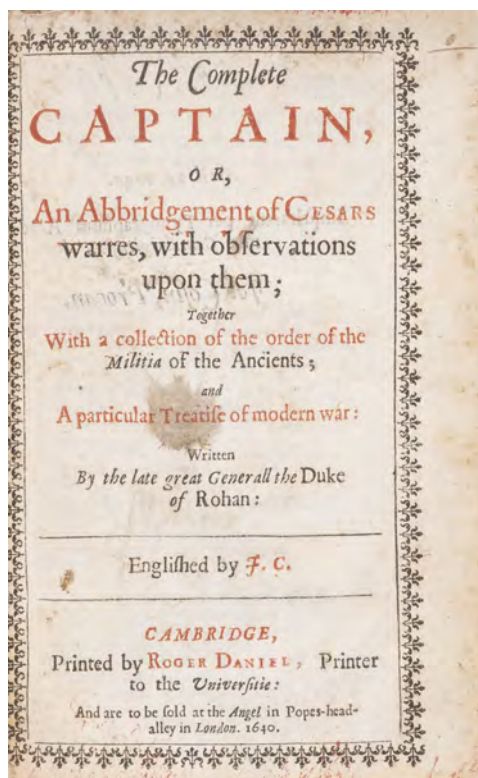 The Complete
CAPTAIN,
OR,
An Abbridgement of CESARS
warres, with obſervations
upon them;
Together
With a collection of the order of the
Militia of the Ancients;
and
A particular Treatiſe of modern war:
Written
By the late great Generall the Duke
of Rohan:
Engliſhed by J. C.
CAMBRIDGE,
Printed by ROGER DANIEL, Printer
to the Univerſitie:
And are to be ſold at the Angel in Popes-head-
alley in London. 1640.